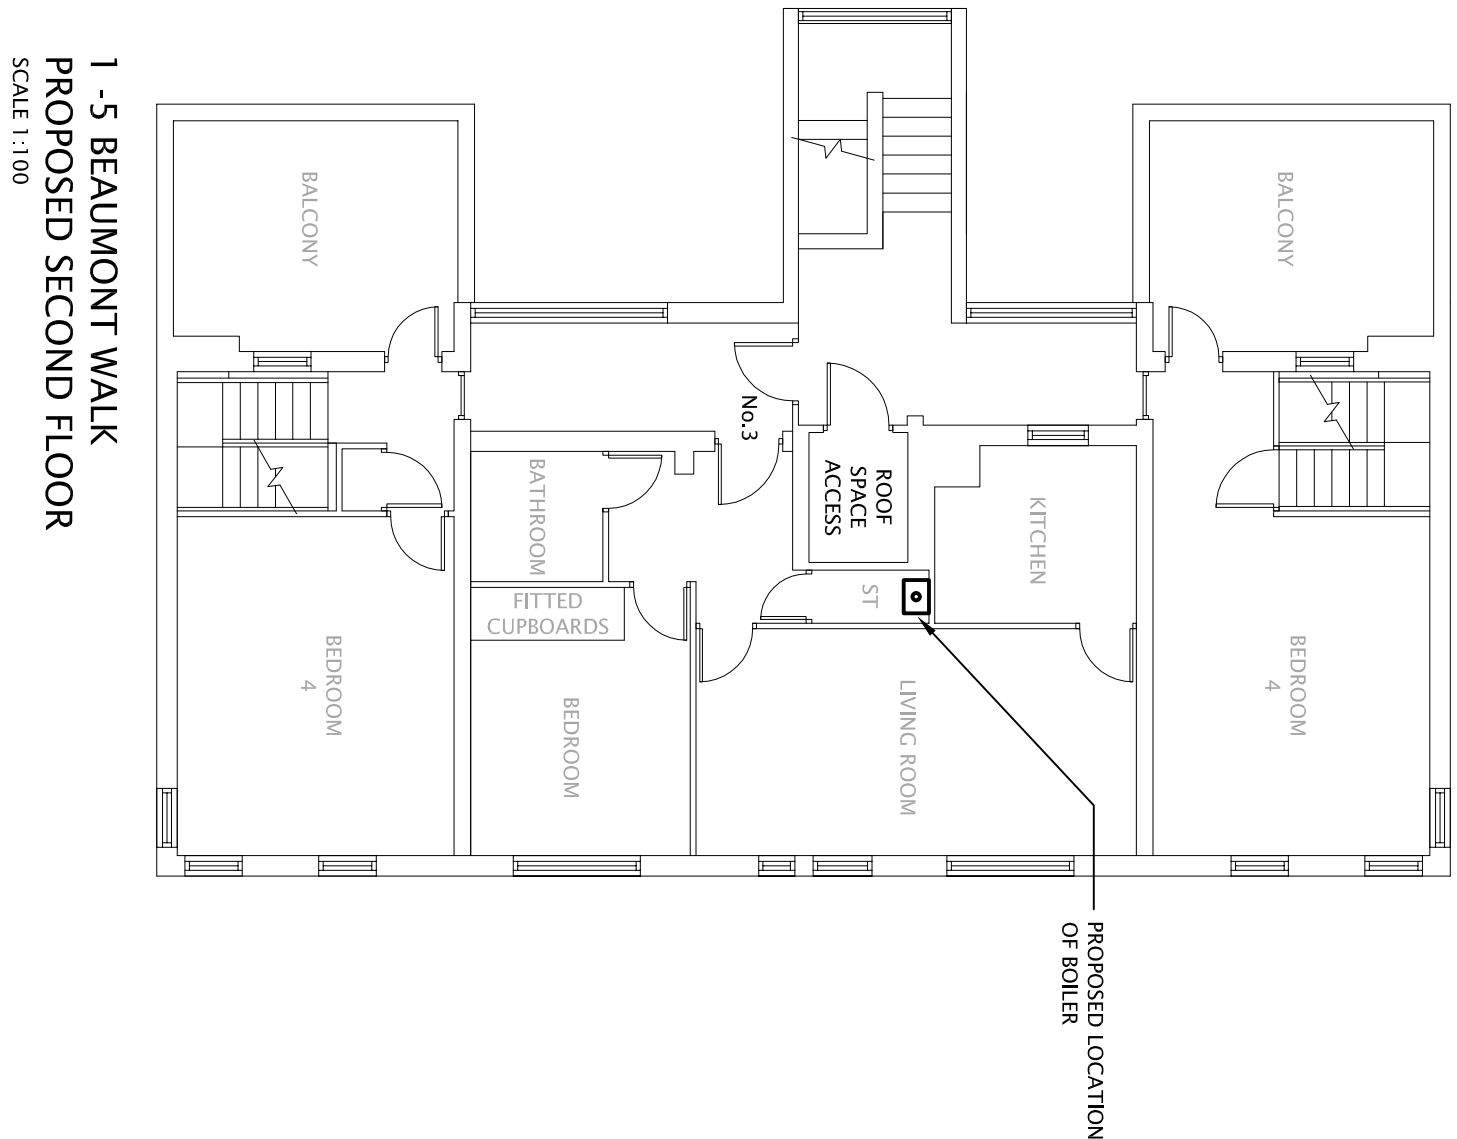 1 -5 BEAUMONT WALK
PROPOSED SECOND FLOOR
SCALE 1:100
BALCONY
BALCONY
No.3
ROOF
SPACE
ACCESS
KITCHEN
BATHROOM
ST
FITTED
CUPBOARDS
BEDROOM
4
BEDROOM
LIVING ROOM
BEDROOM
4
PROPOSED LOCATION
OF BOILER